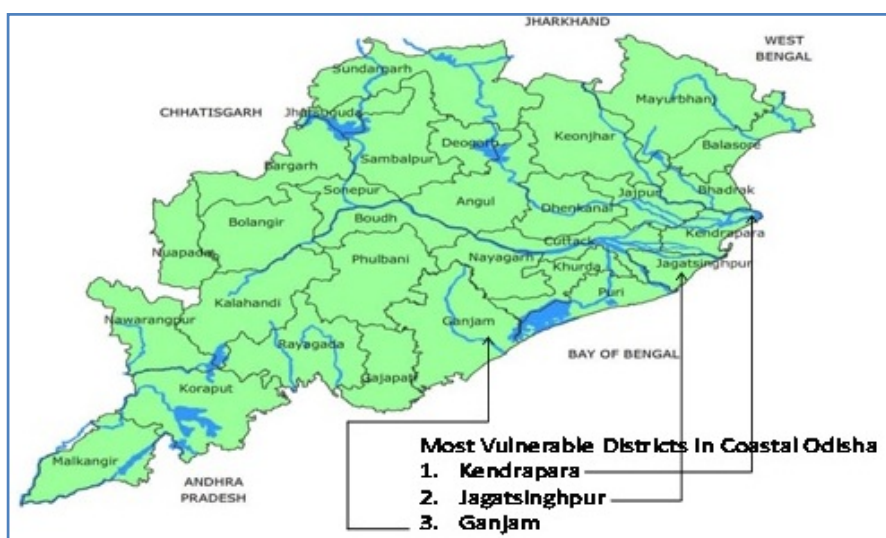 JHARKHAND
WEST
BENGAL
Sundargarh
Mayurbhanj
CHHATISGARH
Jharsuguda
Keonjhar
Deogorh
Balasore
Sambalpur
Bargarh
Bhadrak
Sonepur
Jajpur
Angul
Dhenkanal
Bolangir
Boudh
Kendrapara
Cuttack
Nuapada
Phulbani
Nayagarh
Jagatsinghpur
Khurda
Puri
Kalahandi
Nawarangpur
Ganjam
Rayagada
BAY OF BENGAL
Gajapati
Koraput
Malkangir
ANDHRA
PRADESH
Most Vulnerable Districts in Coastal Odisha
1. Kendrapara
2. Jagatsinghpur
3. Ganjam